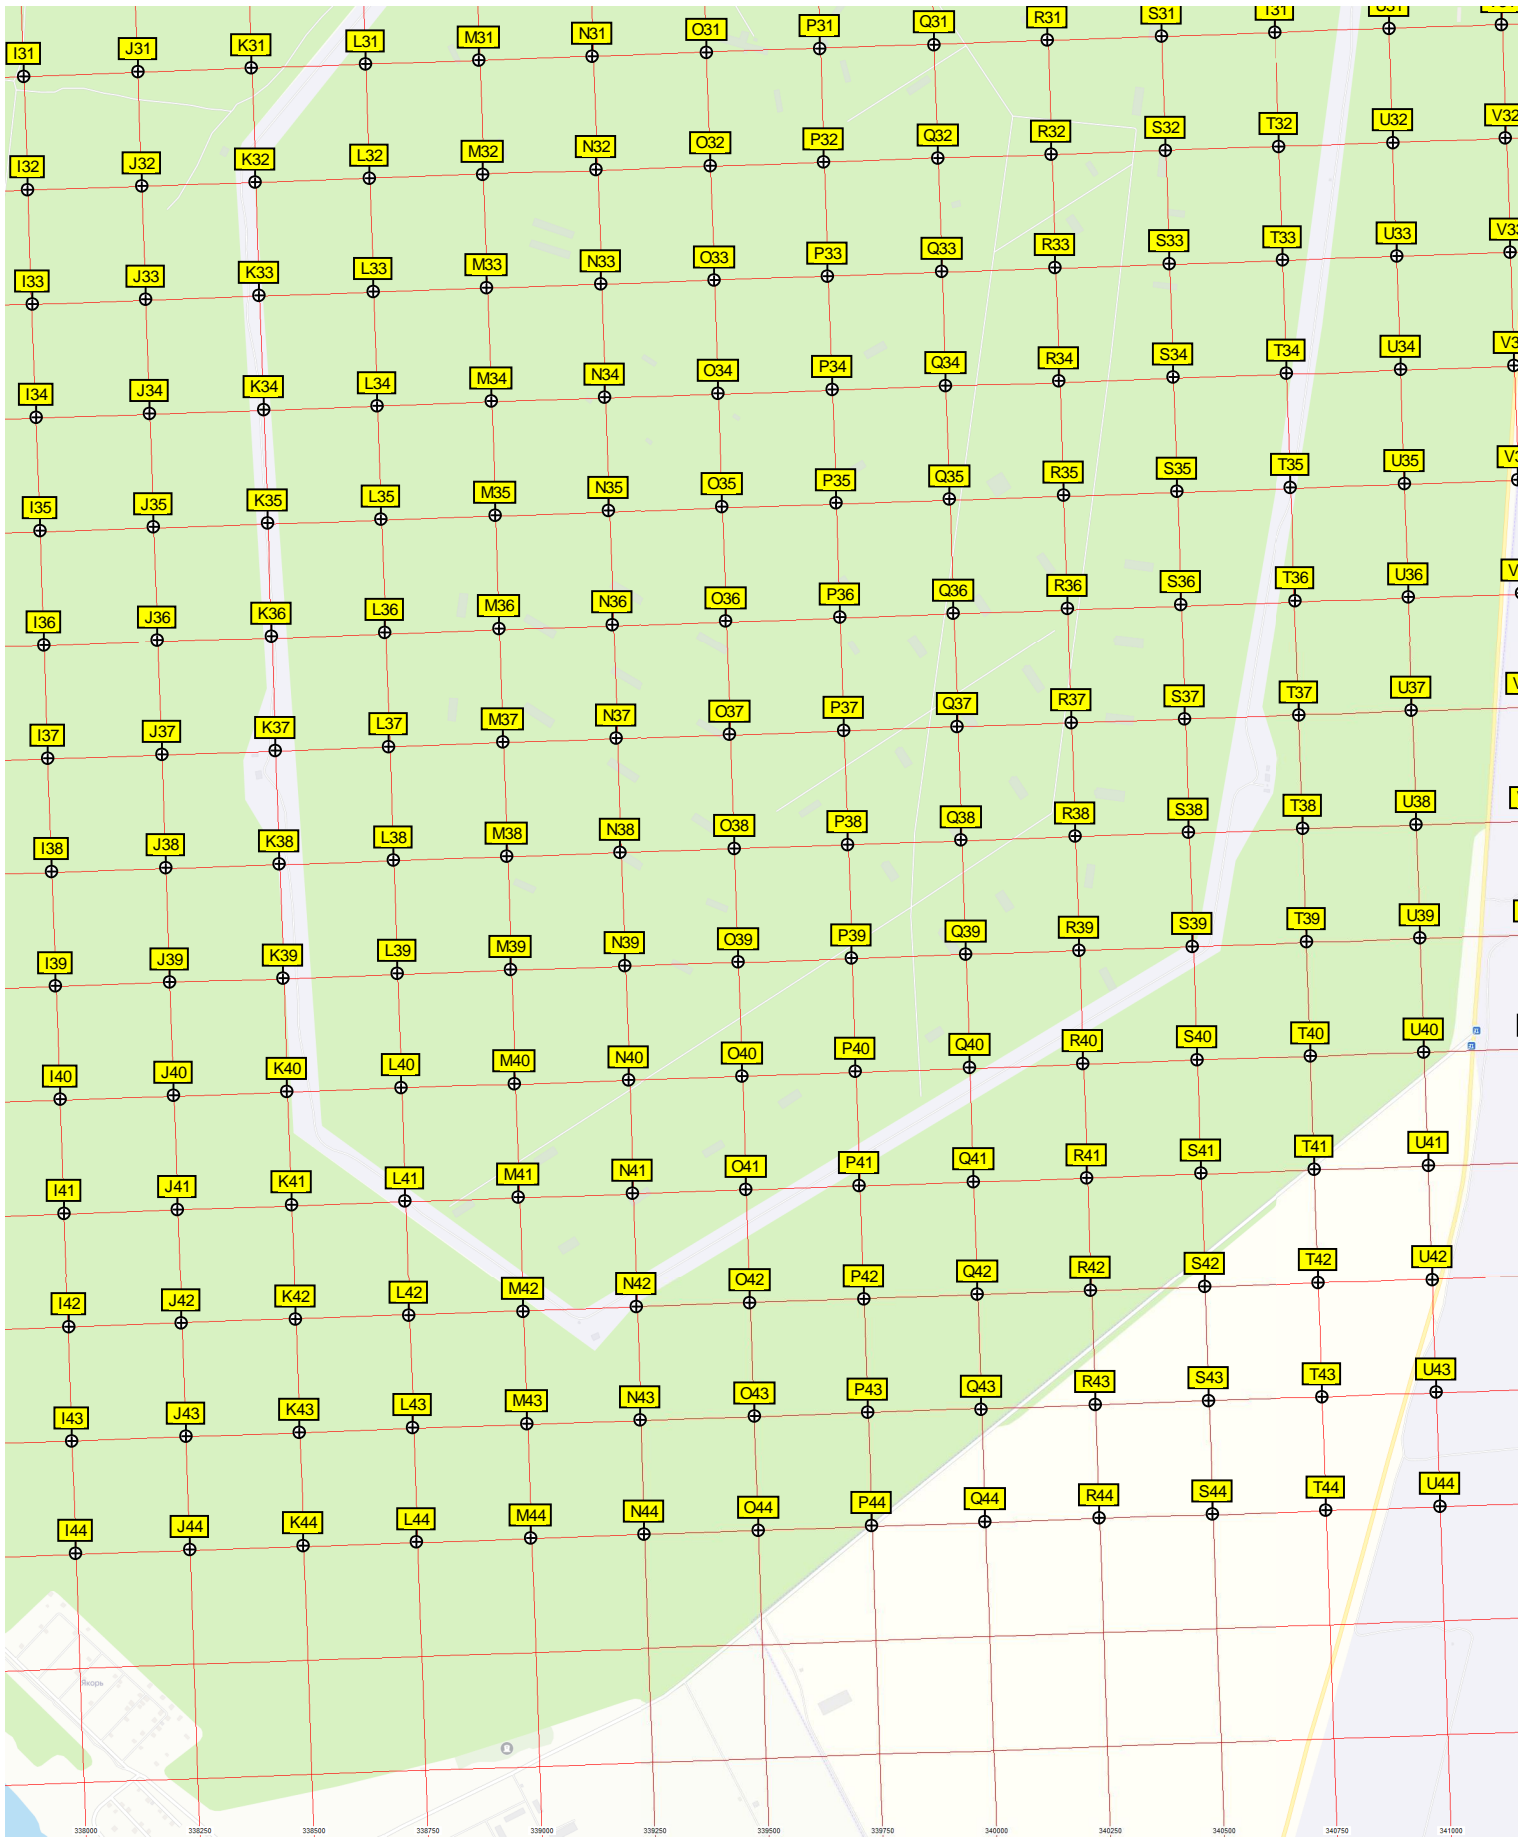 I31 J31 K31 L31 M31 N31 O31 P31 Q31 R31 S31 T31 U31
I32 J32 K32 L32 M32 N32 O32 P32 Q32 R32 S32 T32 U32 V32
I33 J33 K33 L33 M33 N33 O33 P33 Q33 R33 S33 T33 U33 V33
I34 J34 K34 L34 M34 N34 O34 P34 Q34 R34 S34 T34 U34 V3
I35 J35 K35 L35 M35 N35 O35 P35 Q35 R35 S35 T35 U35 V3
I36 J36 K36 L36 M36 N36 O36 P36 Q36 R36 S36 T36 U36 V
I37 J37 K37 L37 M37 N37 O37 P37 Q37 R37 S37 T37 U37 V
I38 J38 K38 L38 M38 N38 O38 P38 Q38 R38 S38 T38 U38
I39 J39 K39 L39 M39 N39 O39 P39 Q39 R39 S39 T39 U39
I40 J40 K40 L40 M40 N40 O40 P40 Q40 R40 S40 T40 U40
I41 J41 K41 L41 M41 N41 O41 P41 Q41 R41 S41 T41 U41
I42 J42 K42 L42 M42 N42 O42 P42 Q42 R42 S42 T42 U42
I43 J43 K43 L43 M43 N43 O43 P43 Q43 R43 S43 T43 U43
I44 J44 K44 L44 M44 N44 O44 P44 Q44 R44 S44 T44 U44
Якорь
338000 338250 338500 338750 339000 339250 339500 339750 340000 340250 340500 340750 341000